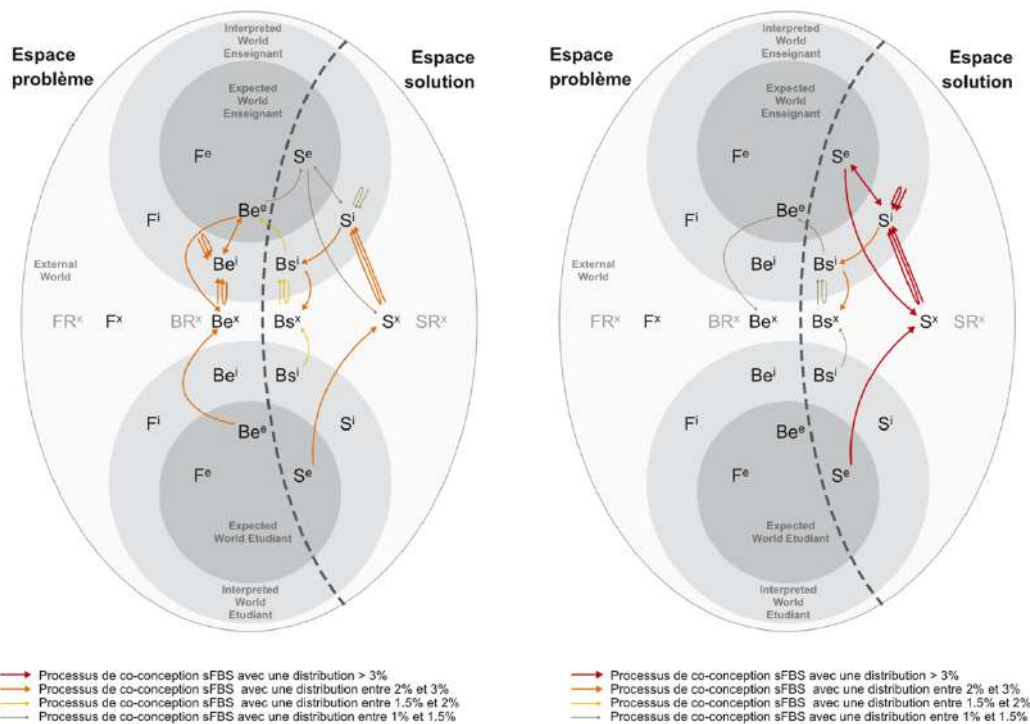 Espace
problème
Interpreted
World
Enseignant
Espace
solution
Expected
World
Enseignant
Fᵉ
Sᵉ
Beᵉ
Fⁱ
Sⁱ
Beⁱ
Bsⁱ
External
World
FRˣ
Fˣ
BRˣ
Beˣ
Bsˣ
Sˣ
SRˣ
Beⁱ
Bsⁱ
Fⁱ
Sⁱ
Beᵉ
Fᵉ
Sᵉ
Expected
World Etudiant
Interpreted
World
Etudiant
Processus de co-conception sFBS avec une distribution > 3%
Processus de co-conception sFBS avec une distribution entre 2% et 3%
Processus de co-conception sFBS avec une distribution entre 1.5% et 2%
Processus de co-conception sFBS avec une distribution entre 1% et 1.5%
Espace
problème
Interpreted
World
Enseignant
Espace
solution
Expected
World
Enseignant
Fᵉ
Sᵉ
Beᵉ
Fⁱ
Sⁱ
Beⁱ
Bsⁱ
External
World
FRˣ
Fˣ
BRˣ
Beˣ
Bsˣ
Sˣ
SRˣ
Beⁱ
Bsⁱ
Fⁱ
Sⁱ
Beᵉ
Fᵉ
Sᵉ
Expected
World Etudiant
Interpreted
World
Etudiant
Processus de co-conception sFBS avec une distribution > 3%
Processus de co-conception sFBS avec une distribution entre 2% et 3%
Processus de co-conception sFBS avec une distribution entre 1.5% et 2%
Processus de co-conception sFBS avec une distribution entre 1% et 1.5%